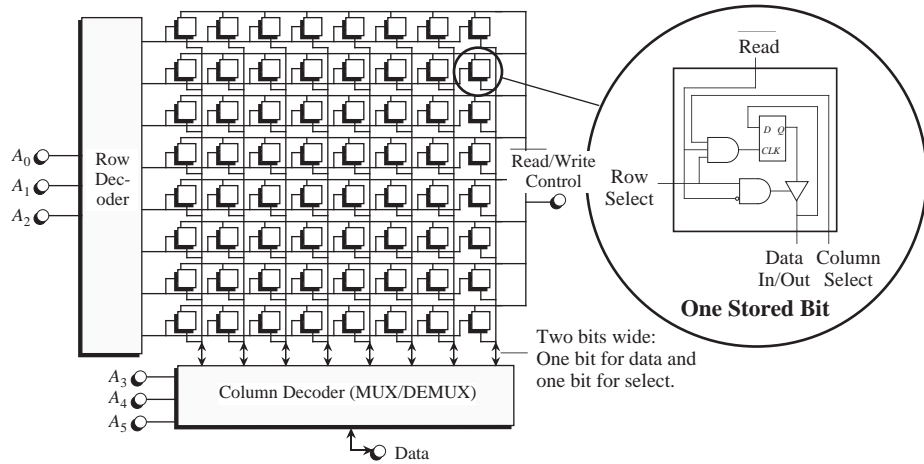 A0
A1
A2
Row
Dec-
oder
Read/Write
Control
Read
Row
Select
D Q
CLK
Data
In/Out
Column
Select
One Stored Bit
Two bits wide:
One bit for data and
one bit for select.
A3
A4
A5
Column Decoder (MUX/DEMUX)
Data